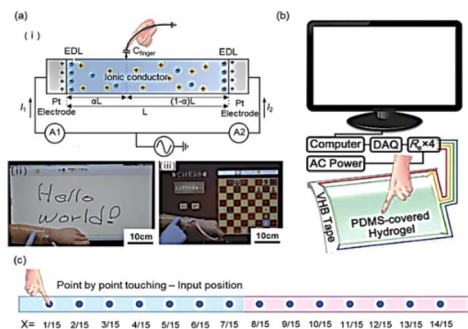 (a)
(i)
EDL
C finger
EDL
Ionic conductor
I₁
αL
(1-α)L
I₂
Pt
Electrode
L
Pt
Electrode
A1
A2
(ii)
Hello
world!
10cm
(iii)
CHESS
10cm
(b)
Computer
DAQ
Rₛ×4
AC Power
VHB Tape
PDMS-covered
Hydrogel
(c)
Point by point touching – Input position
X= 1/15 2/15 3/15 4/15 5/15 6/15 7/15 8/15 9/15 10/15 11/15 12/15 13/15 14/15